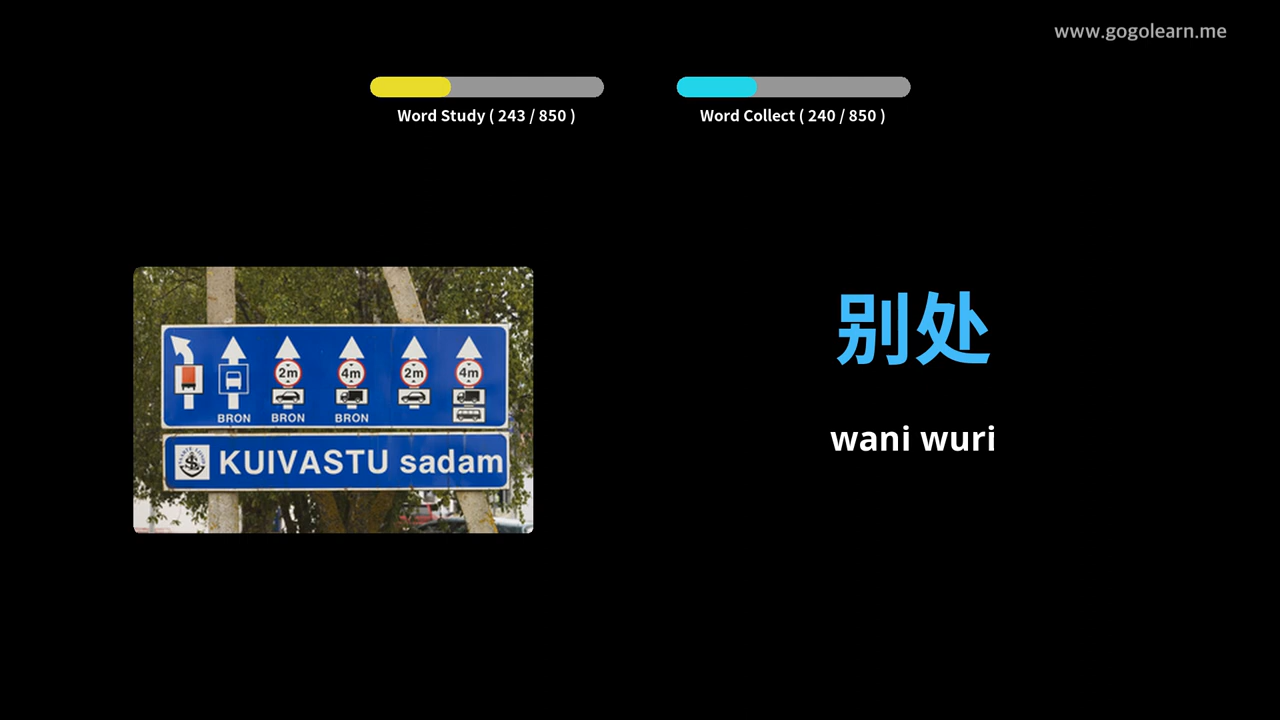 www.gogolearn.me
Word Study ( 243 / 850 )
Word Collect ( 240 / 850 )
2m 4m 2m 4m
BRON BRON BRON
KUIVASTU sadam
别处
wani wuri